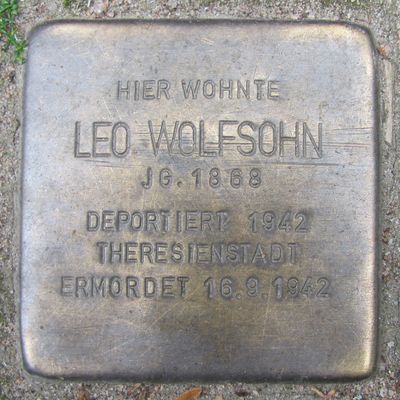 HIER WOHNTE
LEO WOLFSOHN
JG. 1868
DEPORTIERT 1942
THERESIENSTADT
ERMORDET 16.9.1942